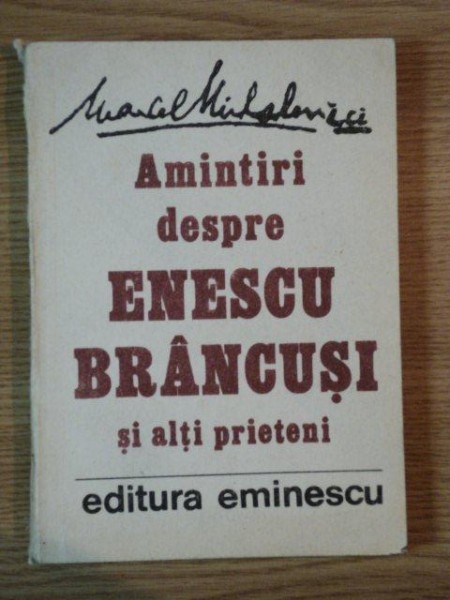 Marcel Mihalovici
Amintiri
despre
ENESCU
BRÂNCUȘI
și alți prieteni
editura eminescu